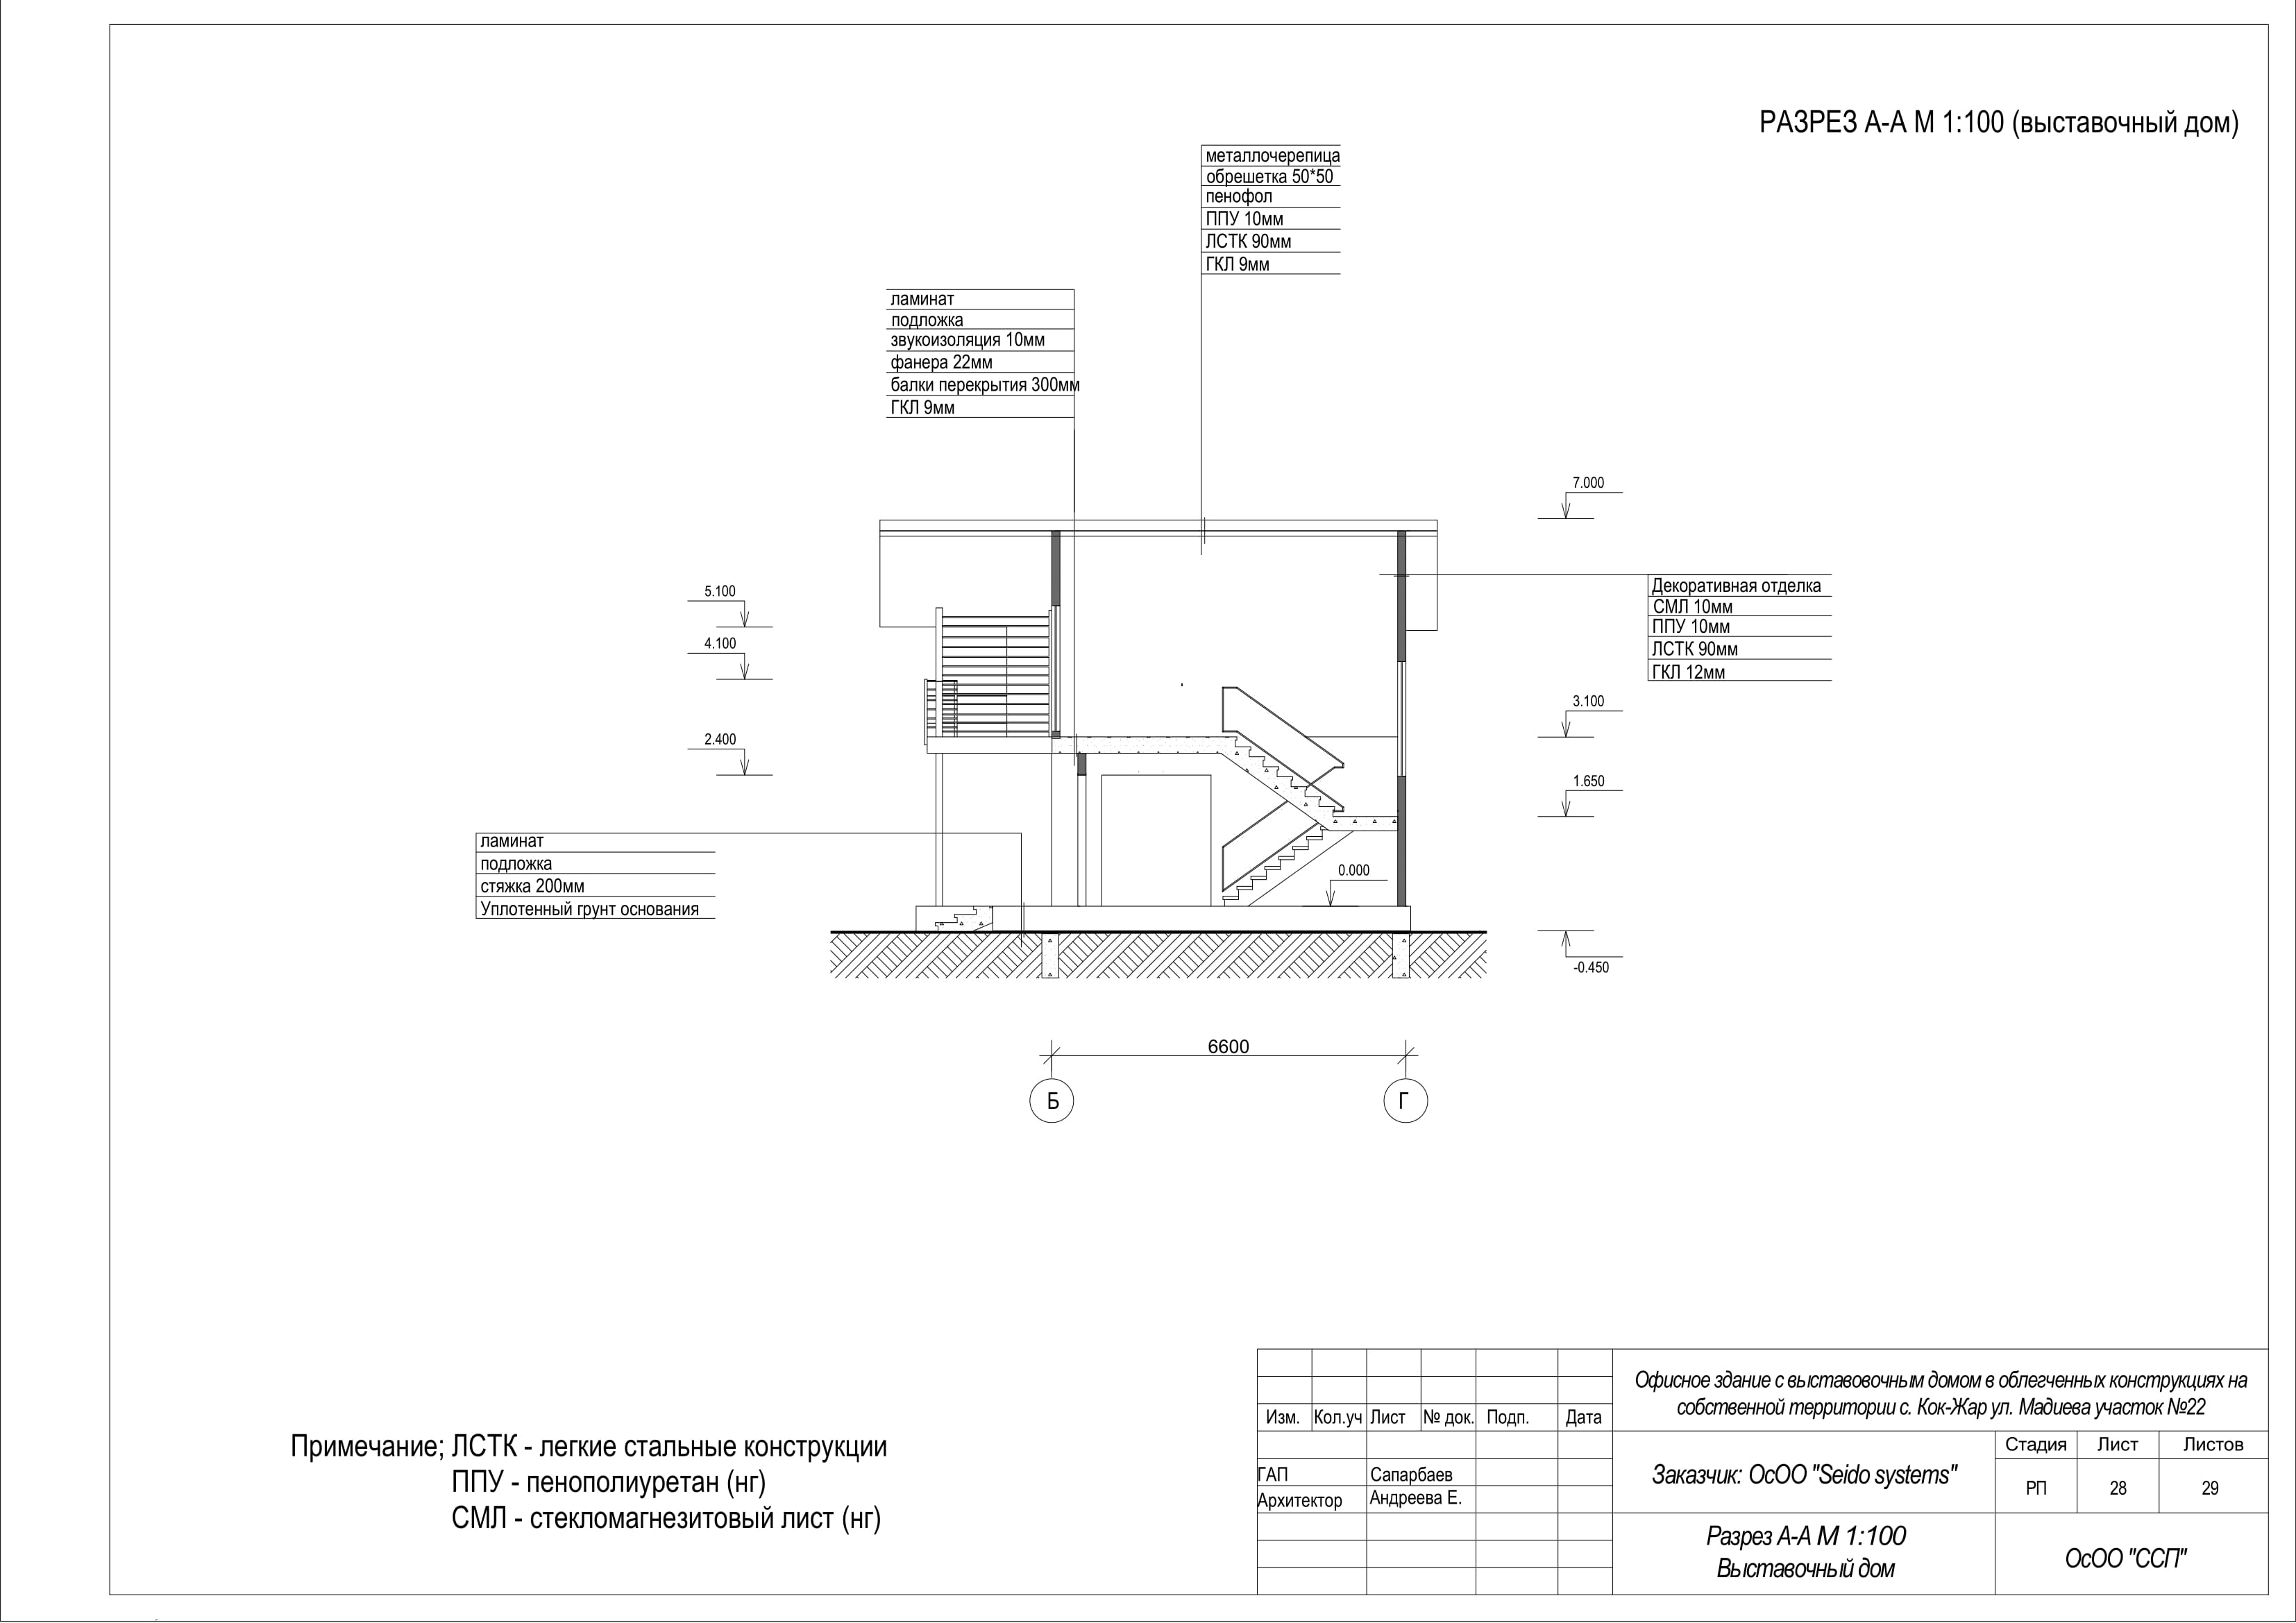 РАЗРЕЗ А-А М 1:100 (выставочный дом)
металлочерепица
обрешетка 50*50
пенофол
ППУ 10мм
ЛСТК 90мм
ГКЛ 9мм
ламинат
подложка
звукоизоляция 10мм
фанера 22мм
балки перекрытия 300мм
ГКЛ 9мм
7.000
5.100
4.100
2.400
Декоративная отделка
СМЛ 10мм
ППУ 10мм
ЛСТК 90мм
ГКЛ 12мм
3.100
1.650
0.000
-0.450
ламинат
подложка
стяжка 200мм
Уплотенный грунт основания
6600
Б
Г
Примечание; ЛСТК - легкие стальные конструкции
ППУ - пенополиуретан (нг)
СМЛ - стекломагнезитовый лист (нг)
Офисное здание с выставовочным домом в облегченных конструкциях на
собственной территории с. Кок-Жар ул. Мадиева участок №22
Изм. Кол.уч Лист № док. Подп. Дата
Заказчик: ОсОО "Seido systems"
Стадия Лист Листов
РП 28 29
ГАП Сапарбаев
Архитектор Андреева Е.
Разрез А-А М 1:100
Выставочный дом
ОсОО "ССП"